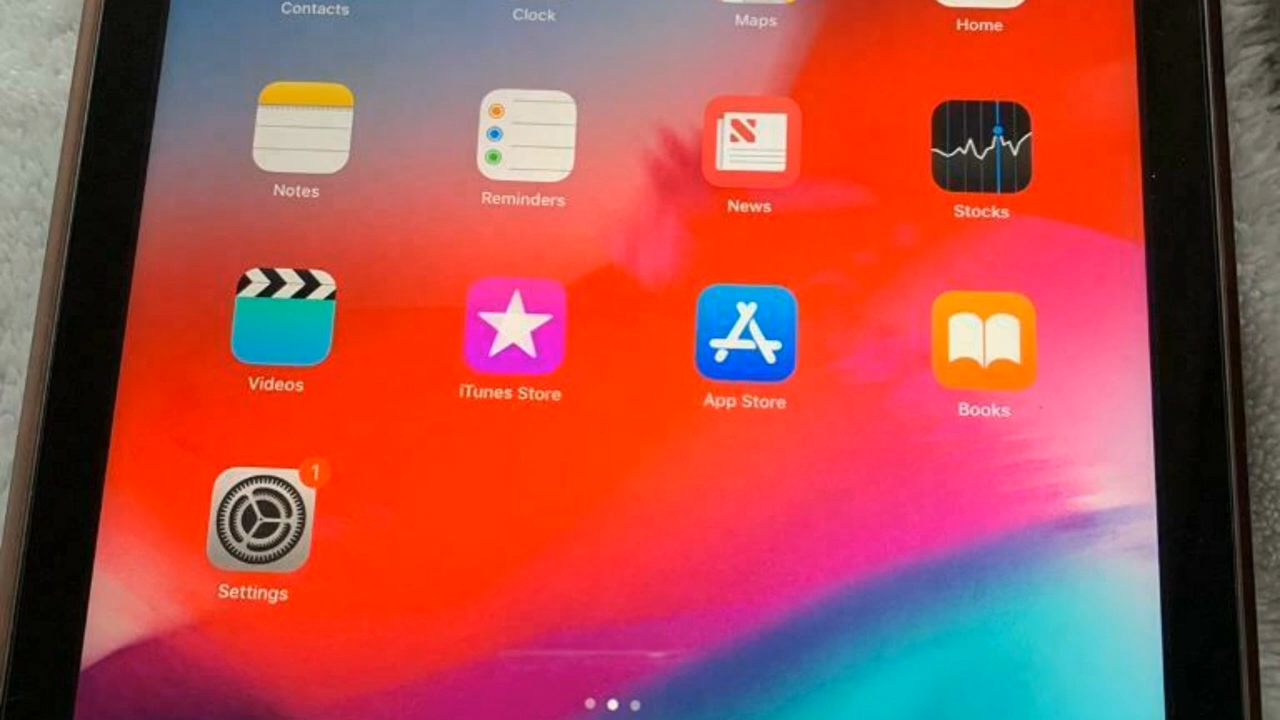 Contacts Clock Maps Home
Notes Reminders News Stocks
Videos iTunes Store App Store Books
1
Settings